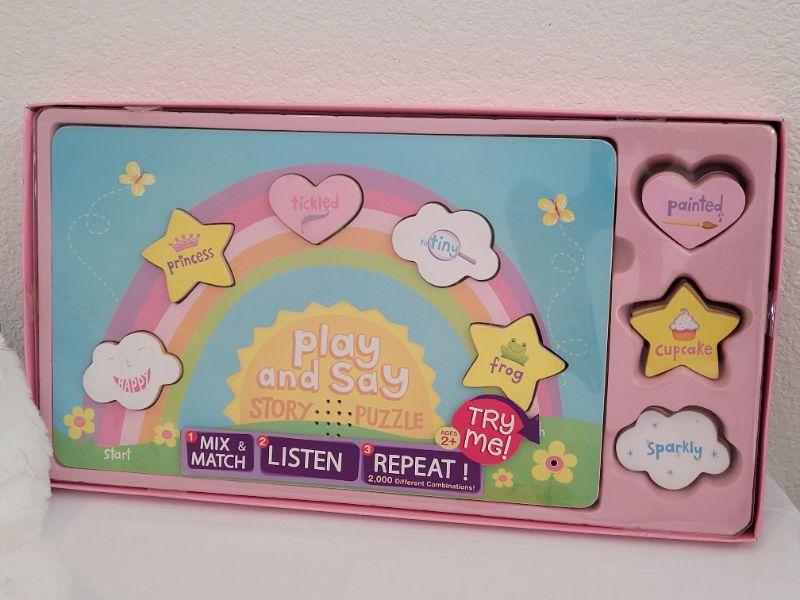 tickled
painted
princess
tiny
HAPPY
frog
cupcake
Play
and Say
STORY PUZZLE
TRY
ME!
AGES
2+
Start
1 MIX &
MATCH
2 LISTEN
3 REPEAT !
2,000 Different Combinations!
Sparkly